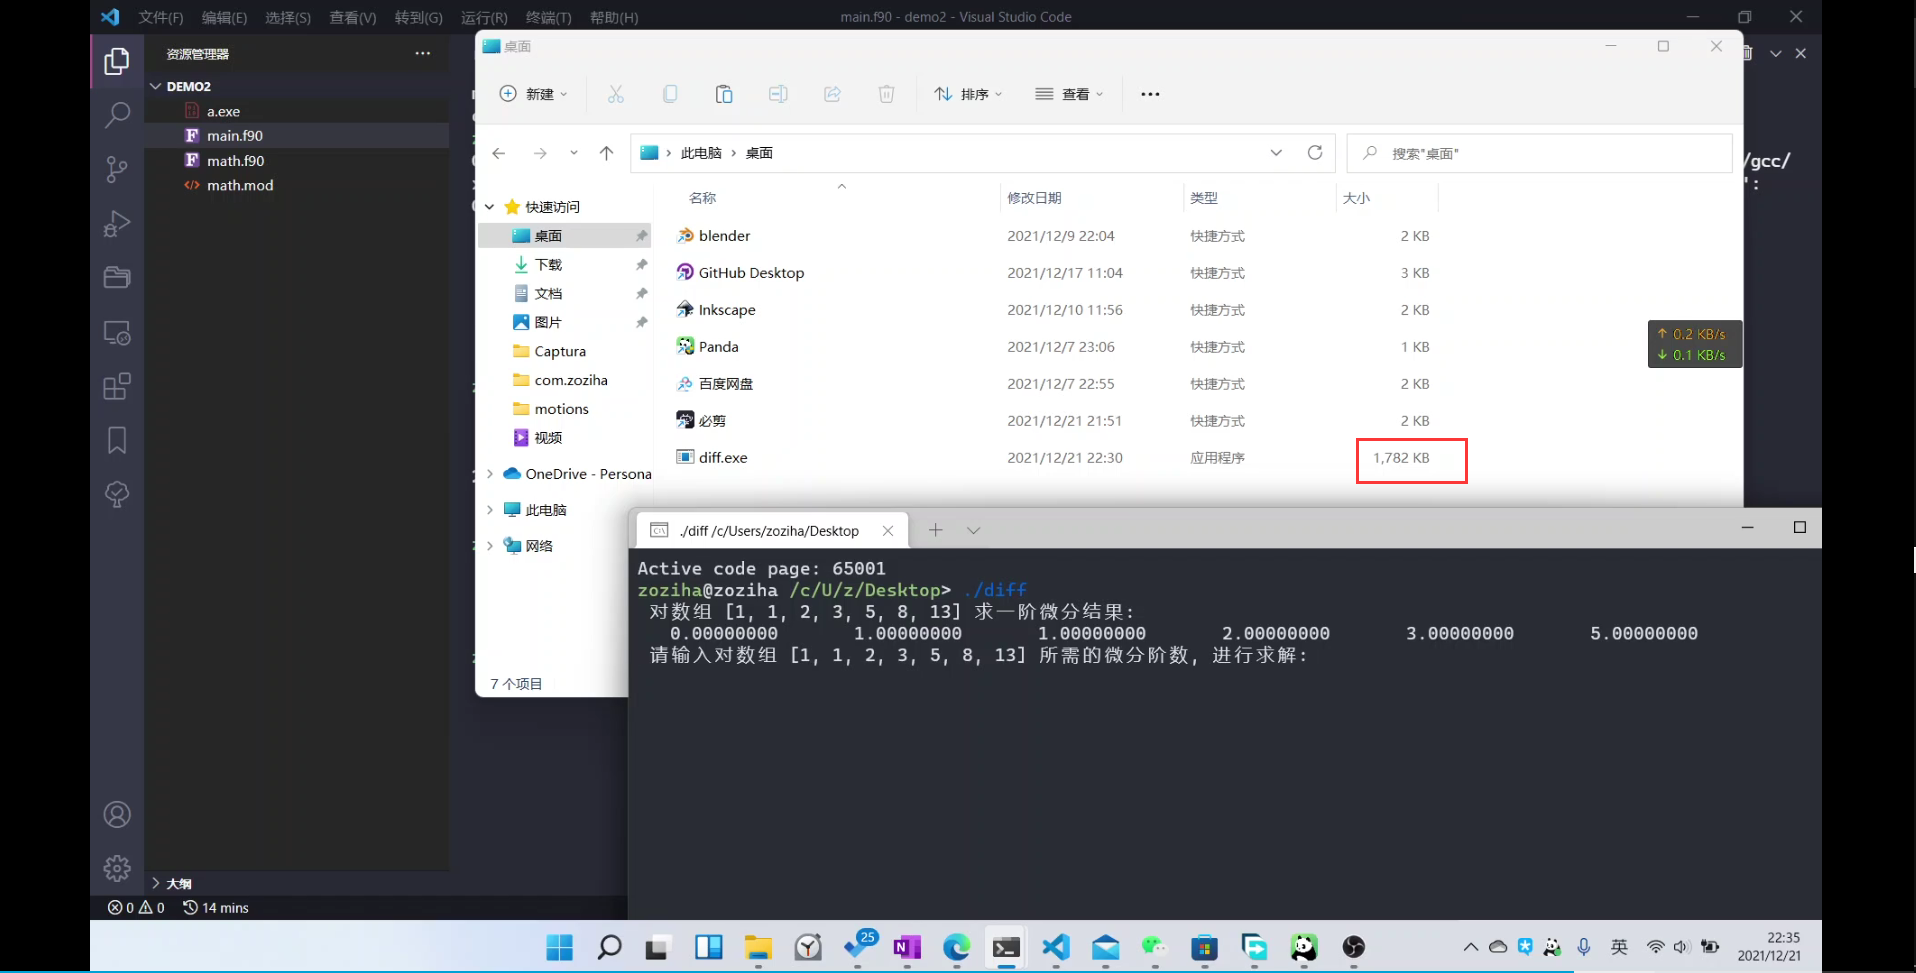 文件(F) 编辑(E) 选择(S) 查看(V) 转到(G) 运行(R) 终端(T) 帮助(H) main.f90 - demo2 - Visual Studio Code
资源管理器
DEMO2
a.exe
main.f90
math.f90
math.mod
大纲
0 0 14 mins
/gcc/
':
桌面
新建 排序 查看
此电脑 桌面 搜索"桌面"
快速访问
桌面
下载
文档
图片
Captura
com.zoziha
motions
视频
OneDrive - Persona
此电脑
网络
7 个项目
名称 修改日期 类型 大小
blender 2021/12/9 22:04 快捷方式 2 KB
GitHub Desktop 2021/12/17 11:04 快捷方式 3 KB
Inkscape 2021/12/10 11:56 快捷方式 2 KB
Panda 2021/12/7 23:06 快捷方式 1 KB
百度网盘 2021/12/7 22:55 快捷方式 2 KB
必剪 2021/12/21 21:51 快捷方式 2 KB
diff.exe 2021/12/21 22:30 应用程序 1,782 KB
0.2 KB/s
0.1 KB/s
./diff /c/Users/zoziha/Desktop
Active code page: 65001
zoziha@zoziha /c/U/z/Desktop> ./diff
对数组 [1, 1, 2, 3, 5, 8, 13] 求一阶微分结果:
0.00000000 1.00000000 1.00000000 2.00000000 3.00000000 5.00000000
请输入对数组 [1, 1, 2, 3, 5, 8, 13] 所需的微分阶数, 进行求解:
25
英
22:35
2021/12/21